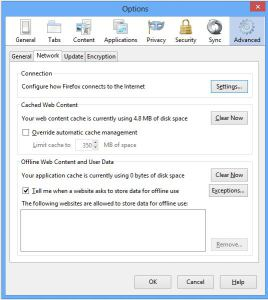 Options
General Tabs Content Applications Privacy Security Sync Advanced
General Network Update Encryption
Connection
Configure how Firefox connects to the Internet Settings...
Cached Web Content
Your web content cache is currently using 4.8 MB of disk space Clear Now
Override automatic cache management
Limit cache to 350 MB of space
Offline Web Content and User Data
Your application cache is currently using 0 bytes of disk space Clear Now
Tell me when a website asks to store data for offline use Exceptions...
The following websites are allowed to store data for offline use:
Remove...
OK Cancel Help